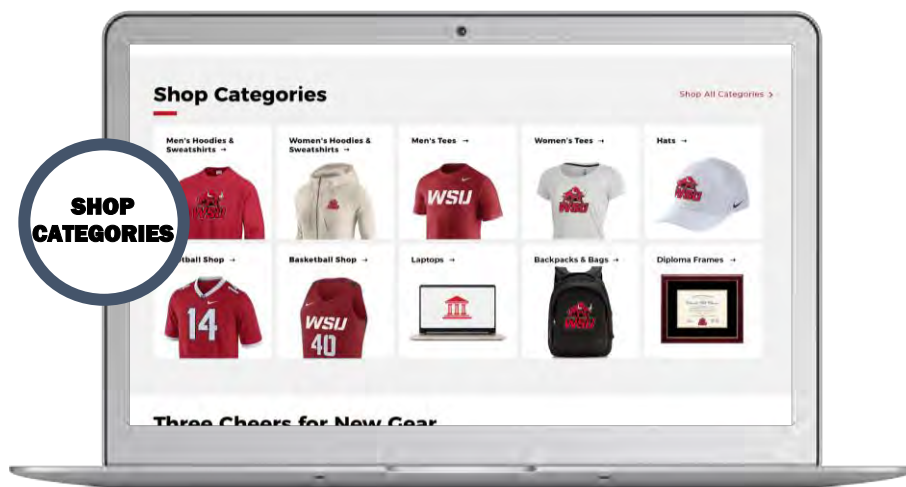 Shop Categories
Shop All Categories >
Men's Hoodies &
Sweatshirts →
Women's Hoodies &
Sweatshirts →
Men's Tees →
Women's Tees →
Hats →
WSU
SHOP
CATEGORIES
tball Shop →
Basketball Shop →
Laptops →
Backpacks & Bags →
Diploma Frames →
14
WSU
40
WSU
Three Cheers for New Gear